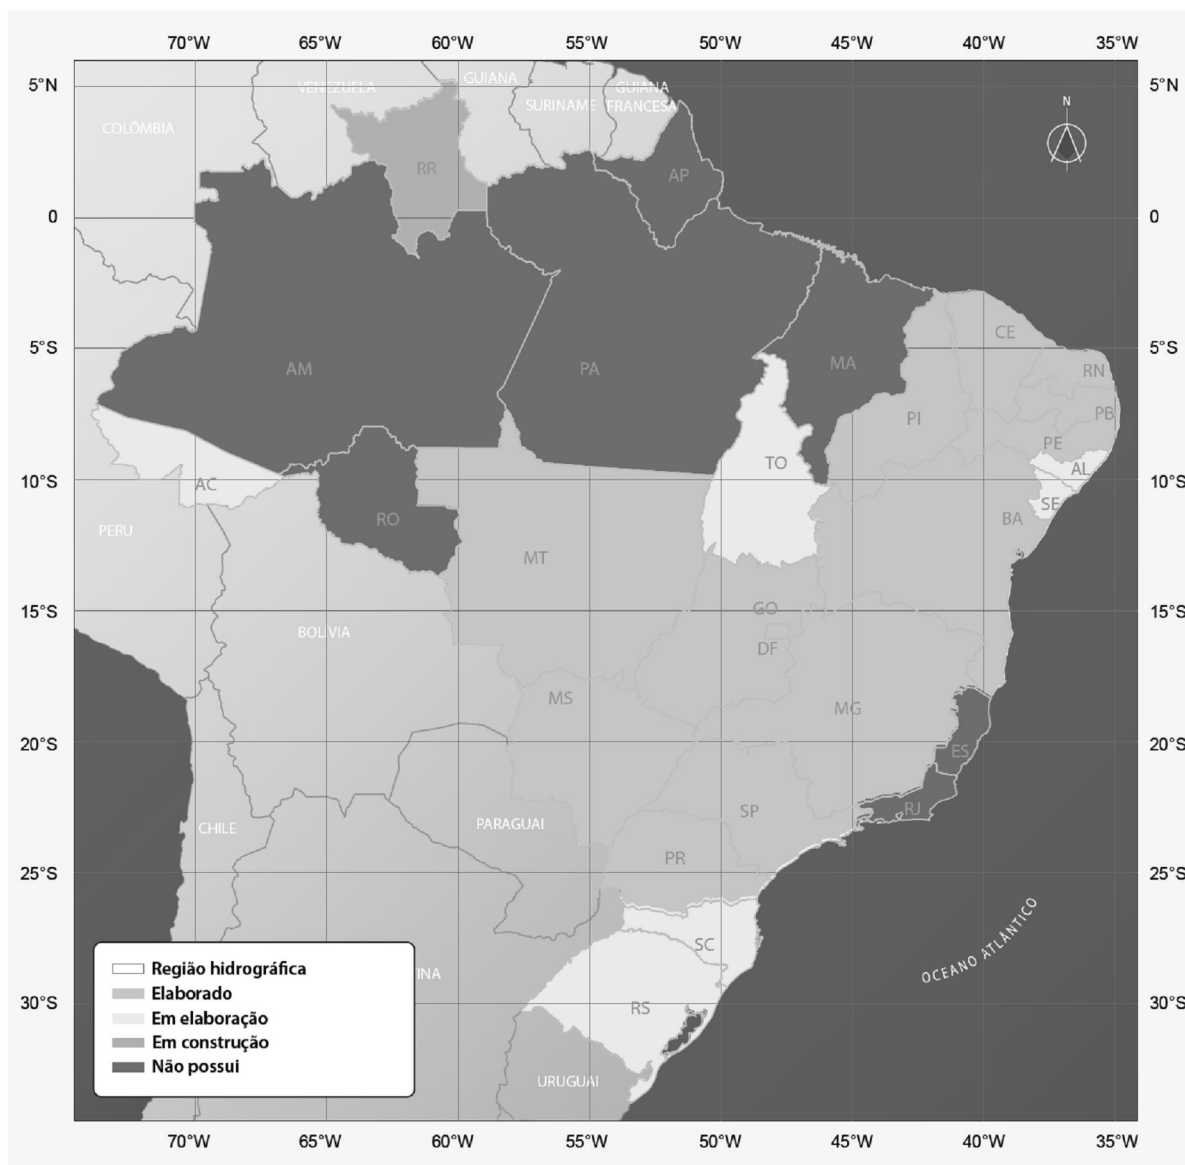 70°W 65°W 60°W 55°W 50°W 45°W 40°W 35°W
5°N 5°N
VENEZUELA
GUIANA
GUIANA
FRANCESA
SURINAME
COLÔMBIA
N
RR
AP
0 0
5°S 5°S
CE
AM
PA
MA
RN
PI
PB
PE
TO
AL
10°S 10°S
AC
SE
RO
BA
PERU
MT
15°S 15°S
GO
BOLÍVIA
DF
MS
MG
20°S 20°S
ES
RJ
SP
CHILE
PARAGUAI
PR
25°S 25°S
OCEANO ATLÂNTICO
SC
TINA
30°S 30°S
RS
URUGUAI
Região hidrográfica
Elaborado
Em elaboração
Em construção
Não possui
70°W 65°W 60°W 55°W 50°W 45°W 40°W 35°W